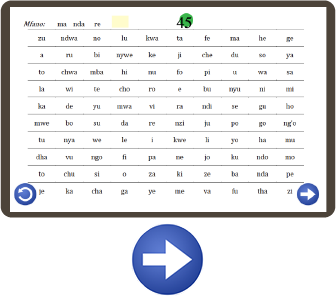 Mfano: ma nda re
45
zu ndwa no lu kwa ta fe ma he ge
a ru bi nywe ke ji che du so ya
to chwa mba hi nu fo pi u wa sa
la wi te cho ro e bu nyu ni mi
ka de yu mwa vi ra ndi se gu ho
mwe bo su da re nzi ju po go ng'o
tu nya we le i kwe li yo ha mu
dha vu ngo fi pa ne jo ku ndo mo
to chu si o za ki ze ba nda pe
je ka cha ga ye me va fu tha zi